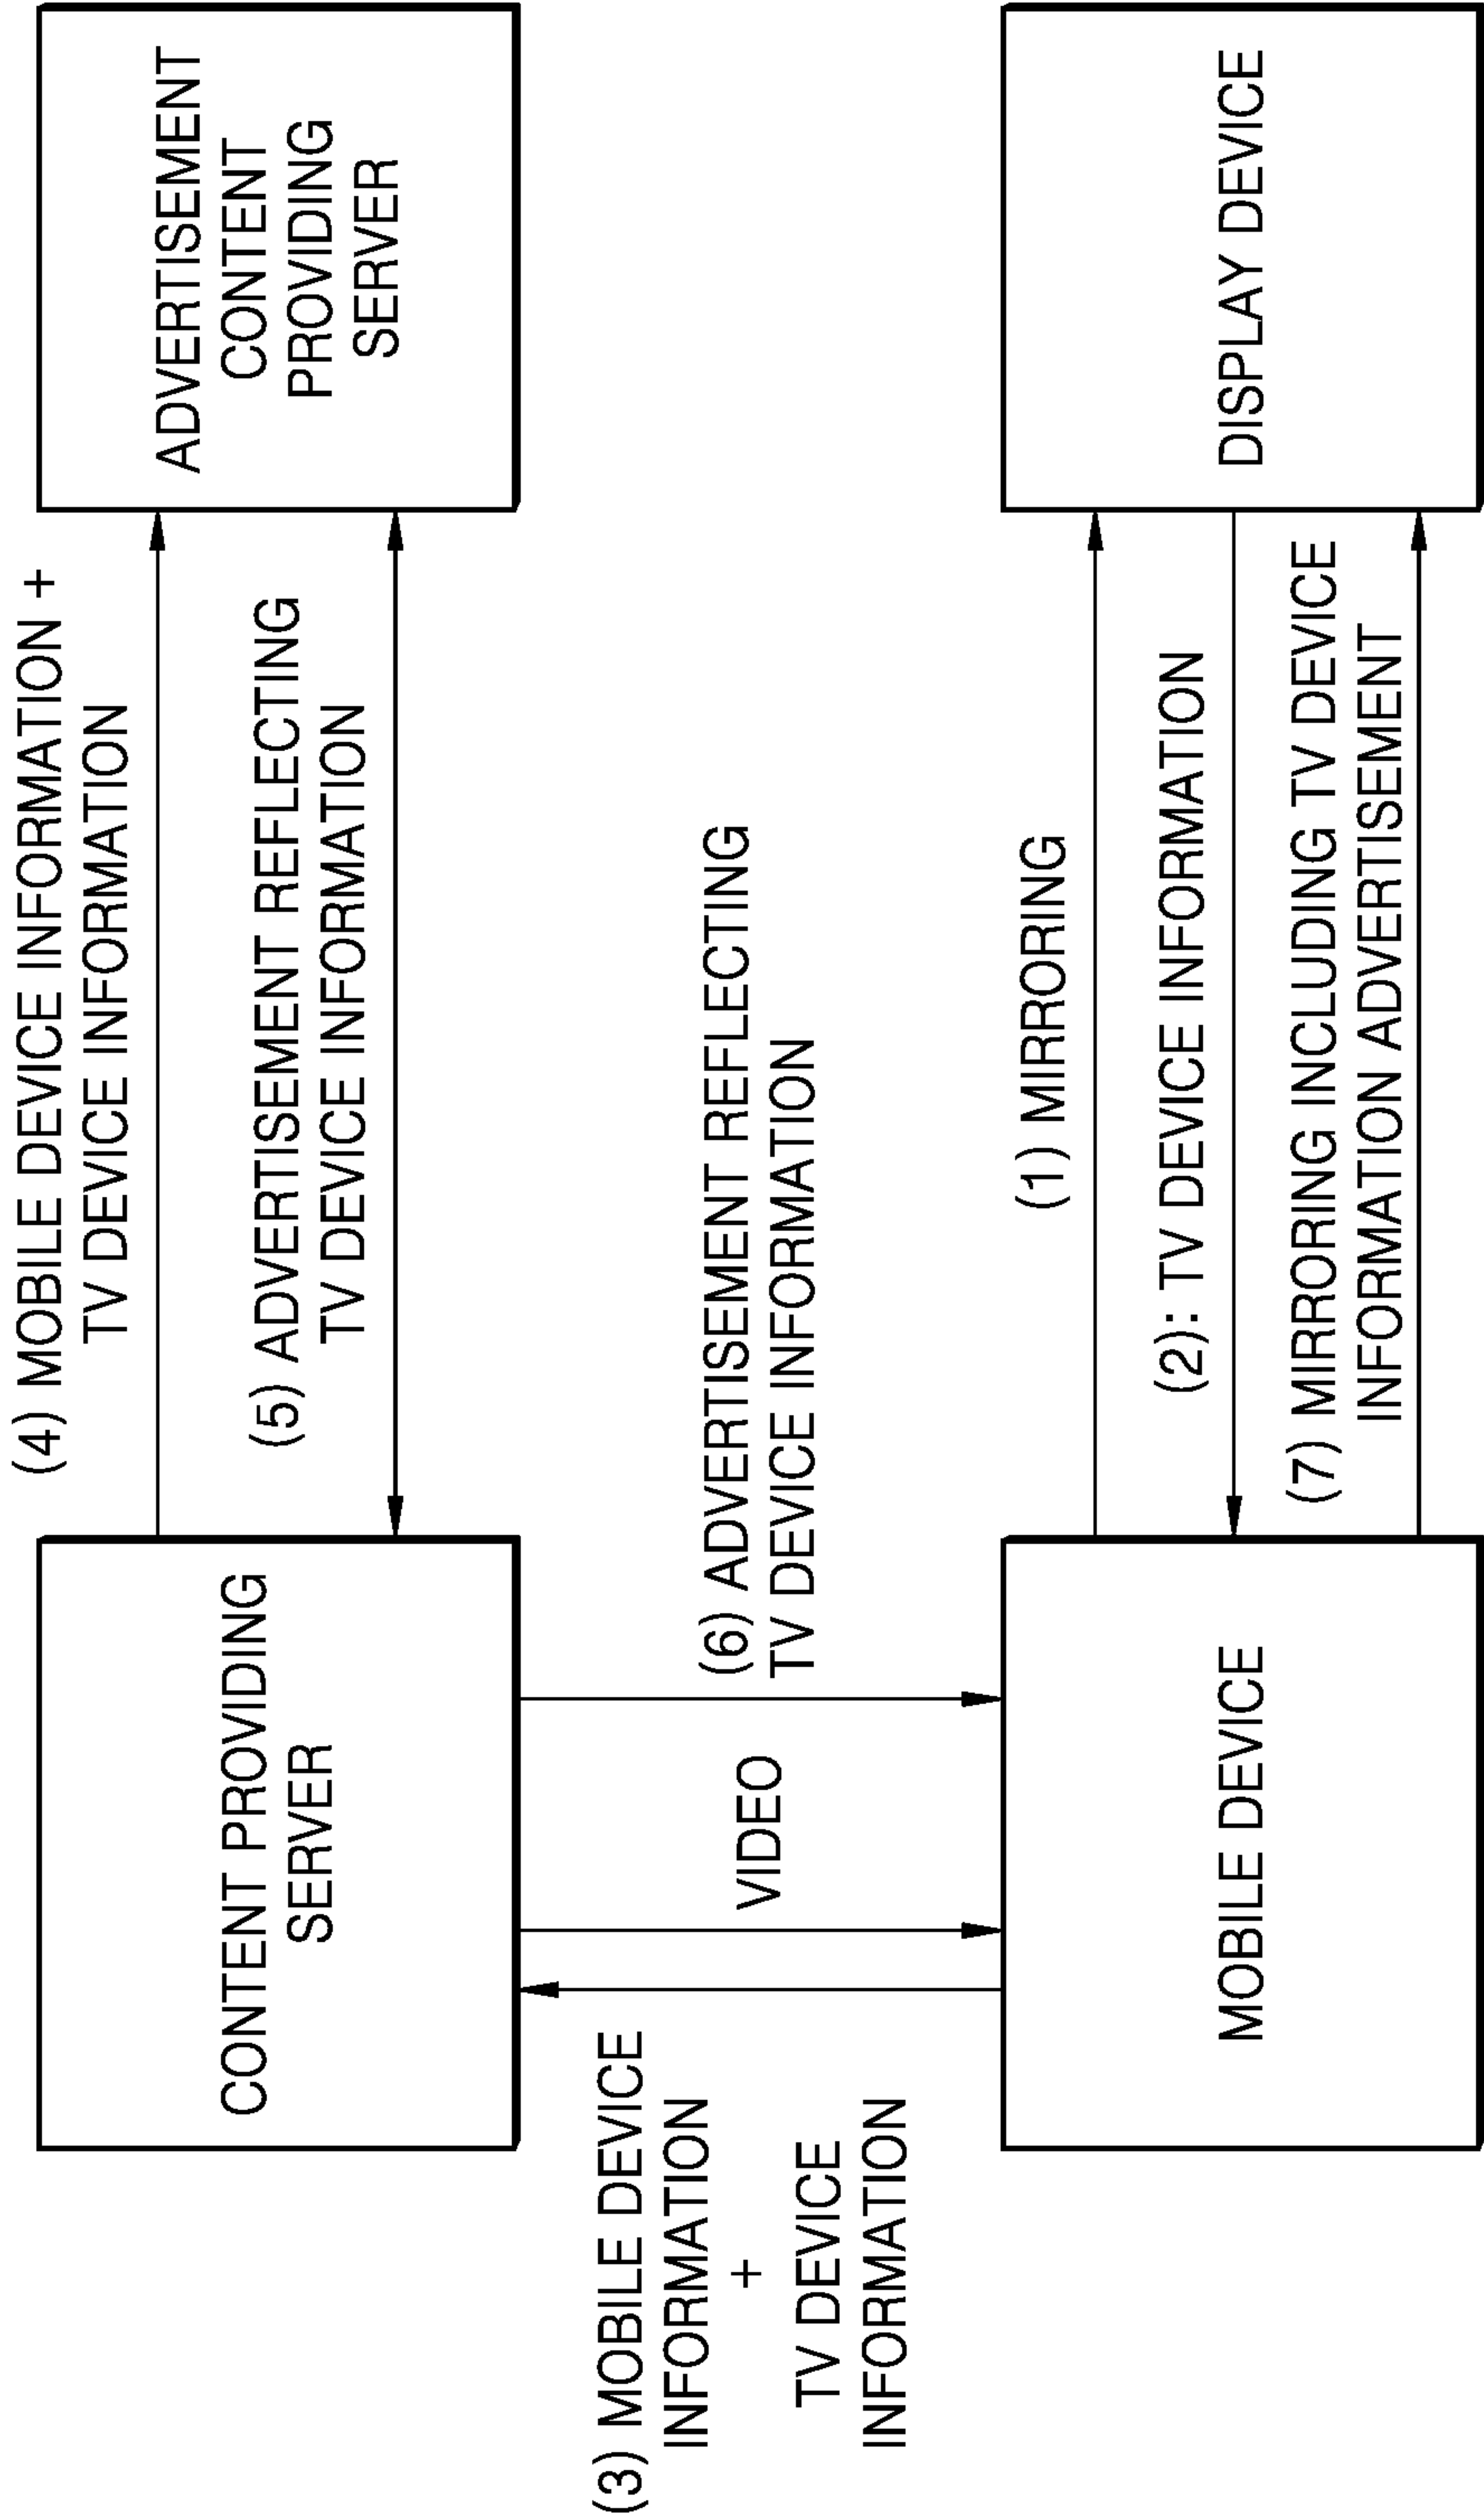 (4) MOBILE DEVICE INFORMATION +
TV DEVICE INFORMATION
CONTENT PROVIDING
SERVER
(5) ADVERTISEMENT REFLECTING
TV DEVICE INFORMATION
ADVERTISEMENT
CONTENT
PROVIDING
SERVER
(3) MOBILE DEVICE
INFORMATION
+
TV DEVICE
INFORMATION
VIDEO
(6) ADVERTISEMENT REFLECTING
TV DEVICE INFORMATION
MOBILE DEVICE
(1) MIRRORING
(2): TV DEVICE INFORMATION
(7) MIRRORING INCLUDING TV DEVICE
INFORMATION ADVERTISEMENT
DISPLAY DEVICE